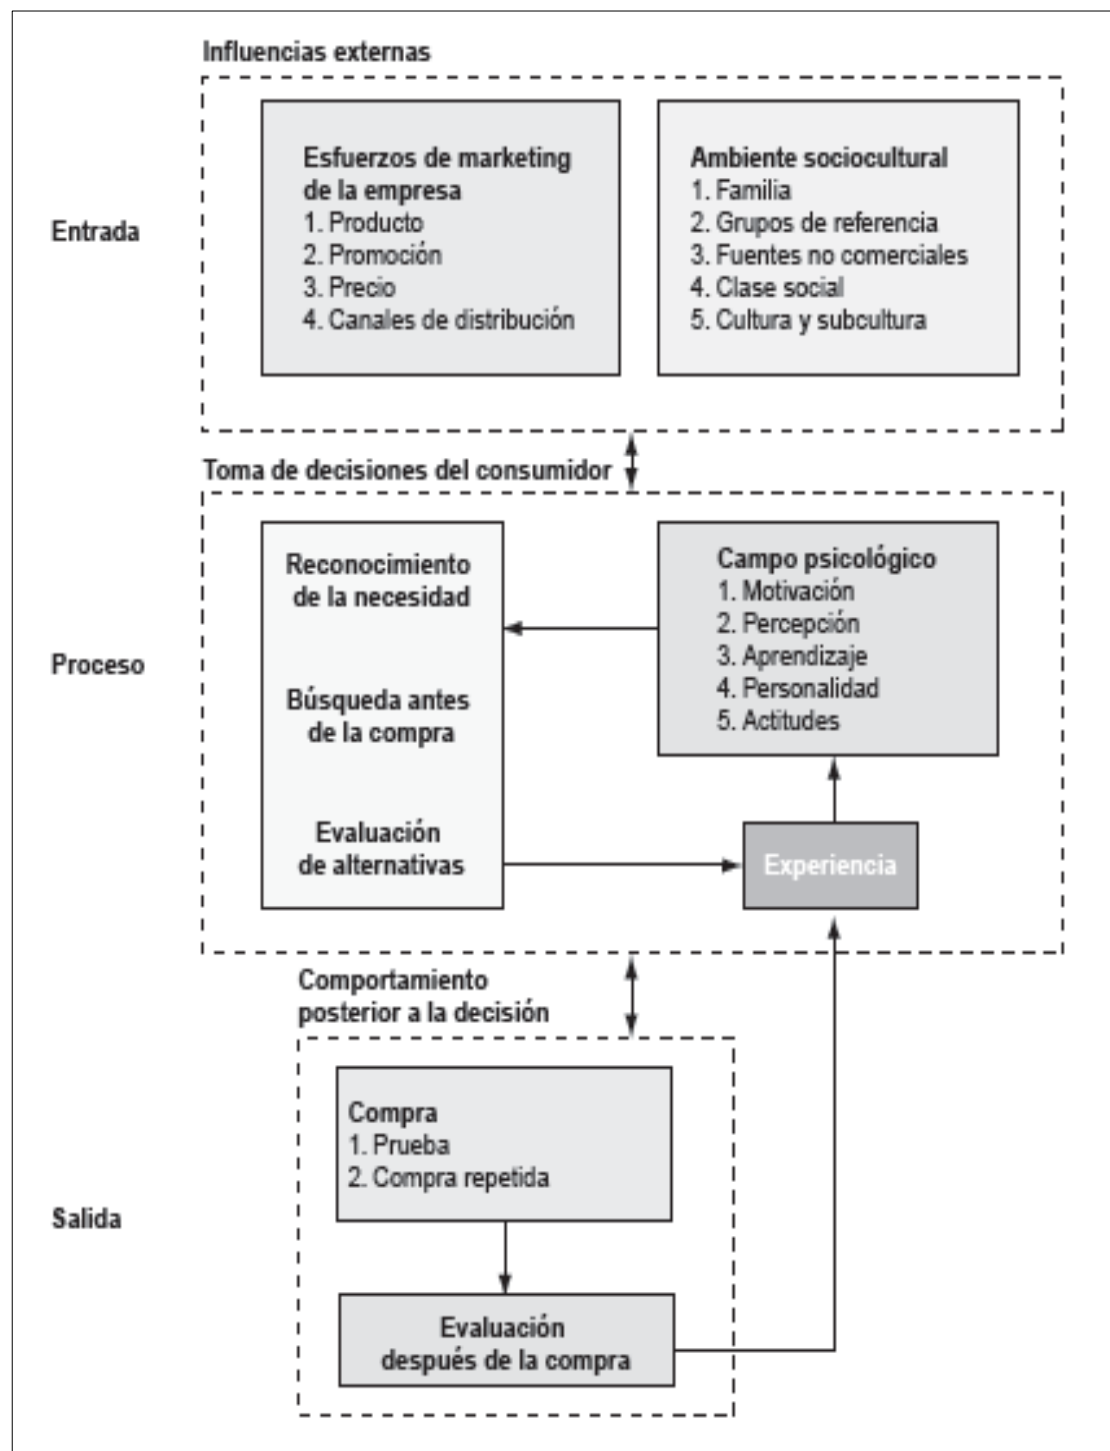 Influencias externas
Entrada
Esfuerzos de marketing
de la empresa
1. Producto
2. Promoción
3. Precio
4. Canales de distribución
Ambiente sociocultural
1. Familia
2. Grupos de referencia
3. Fuentes no comerciales
4. Clase social
5. Cultura y subcultura
Toma de decisiones del consumidor
Proceso
Reconocimiento
de la necesidad
Búsqueda antes
de la compra
Evaluación
de alternativas
Campo psicológico
1. Motivación
2. Percepción
3. Aprendizaje
4. Personalidad
5. Actitudes
Experiencia
Comportamiento
posterior a la decisión
Salida
Compra
1. Prueba
2. Compra repetida
Evaluación
después de la compra